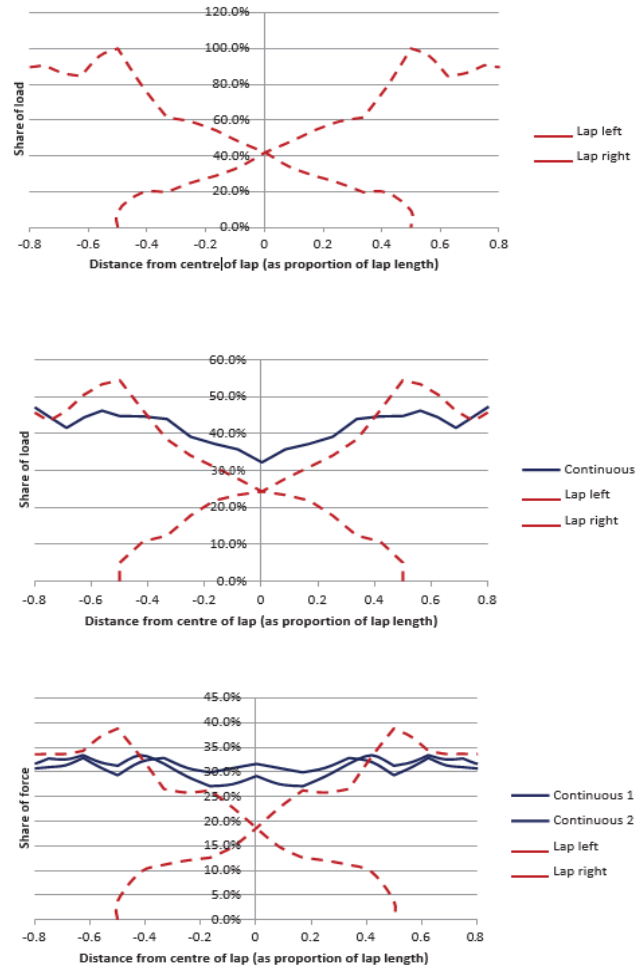 120.0%
100.0%
80.0%
60.0%
40.0%
20.0%
0.0%
Share of load
-0.8 -0.6 -0.4 -0.2 0 0.2 0.4 0.6 0.8
Distance from centre of lap (as proportion of lap length)
Lap left
Lap right
60.0%
50.0%
40.0%
30.0%
20.0%
10.0%
0.0%
Share of load
-0.8 -0.6 -0.4 -0.2 0 0.2 0.4 0.6 0.8
Distance from centre of lap (as proportion of lap length)
Continuous
Lap left
Lap right
45.0%
40.0%
35.0%
30.0%
25.0%
20.0%
15.0%
10.0%
5.0%
0.0%
Share of force
-0.8 -0.6 -0.4 -0.2 0 0.2 0.4 0.6 0.8
Distance from centre of lap (as proportion of lap length)
Continuous 1
Continuous 2
Lap left
Lap right